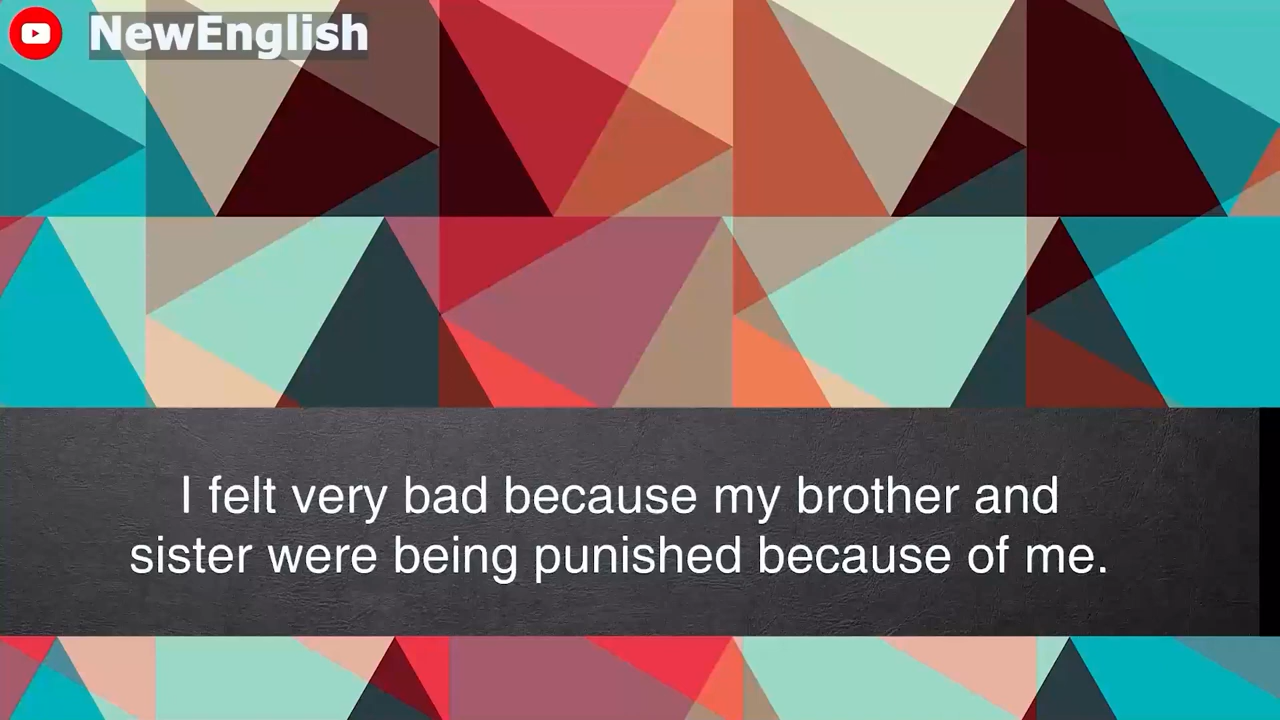 NewEnglish
I felt very bad because my brother and
sister were being punished because of me.